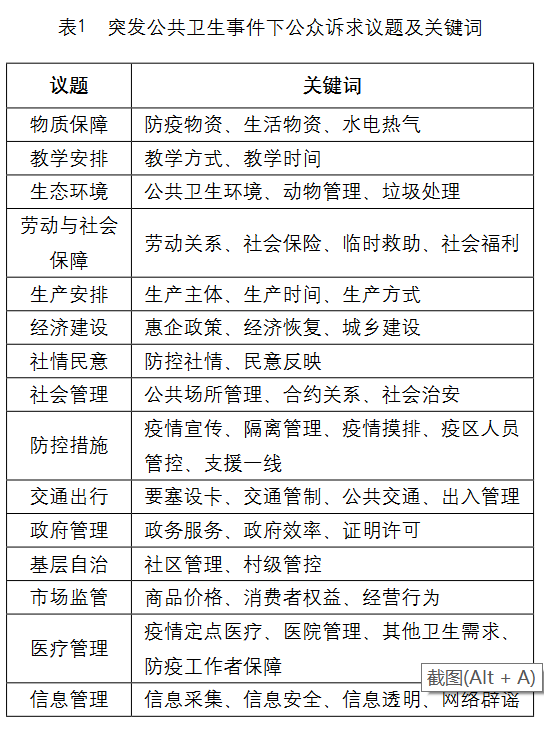 表1 突发公共卫生事件下公众诉求议题及关键词
议题 关键词
物质保障 防疫物资、生活物资、水电热气
教学安排 教学方式、教学时间
生态环境 公共卫生环境、动物管理、垃圾处理
劳动与社会
保障 劳动关系、社会保险、临时救助、社会福利
生产安排 生产主体、生产时间、生产方式
经济建设 惠企政策、经济恢复、城乡建设
社情民意 防控社情、民意反映
社会管理 公共场所管理、合约关系、社会治安
防控措施 疫情宣传、隔离管理、疫情摸排、疫区人员
管控、支援一线
交通出行 要塞设卡、交通管制、公共交通、出入管理
政府管理 政务服务、政府效率、证明许可
基层自治 社区管理、村级管控
市场监管 商品价格、消费者权益、经营行为
医疗管理 疫情定点医疗、医院管理、其他卫生需求、
防疫工作者保障
截图(Alt + A)
信息管理 信息采集、信息安全、信息透明、网络辟谣